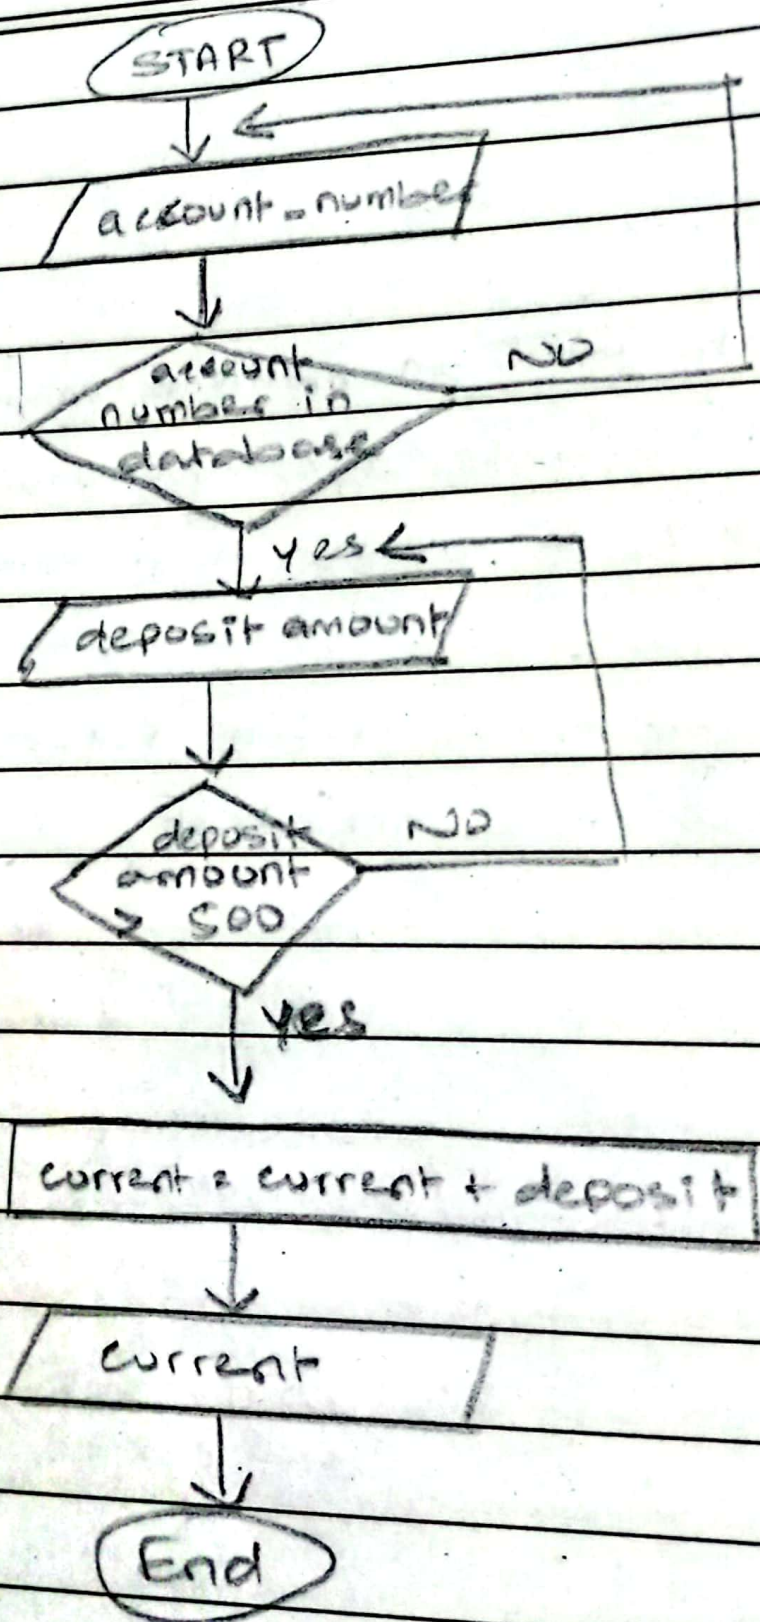 START
account_number
account
number in
database
NO
yes
deposit amount
deposit
amount
> 500
NO
yes
current = current + deposit
current
End